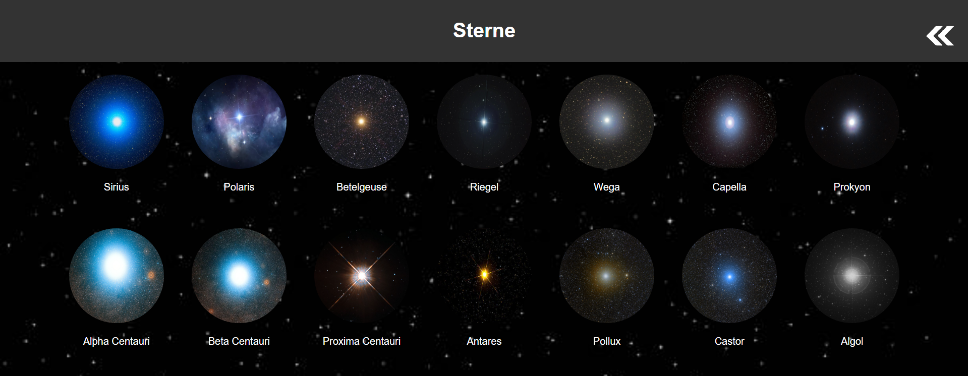 Sterne
Sirius
Polaris
Betelgeuse
Riegel
Wega
Capella
Prokyon
Alpha Centauri
Beta Centauri
Proxima Centauri
Antares
Pollux
Castor
Algol